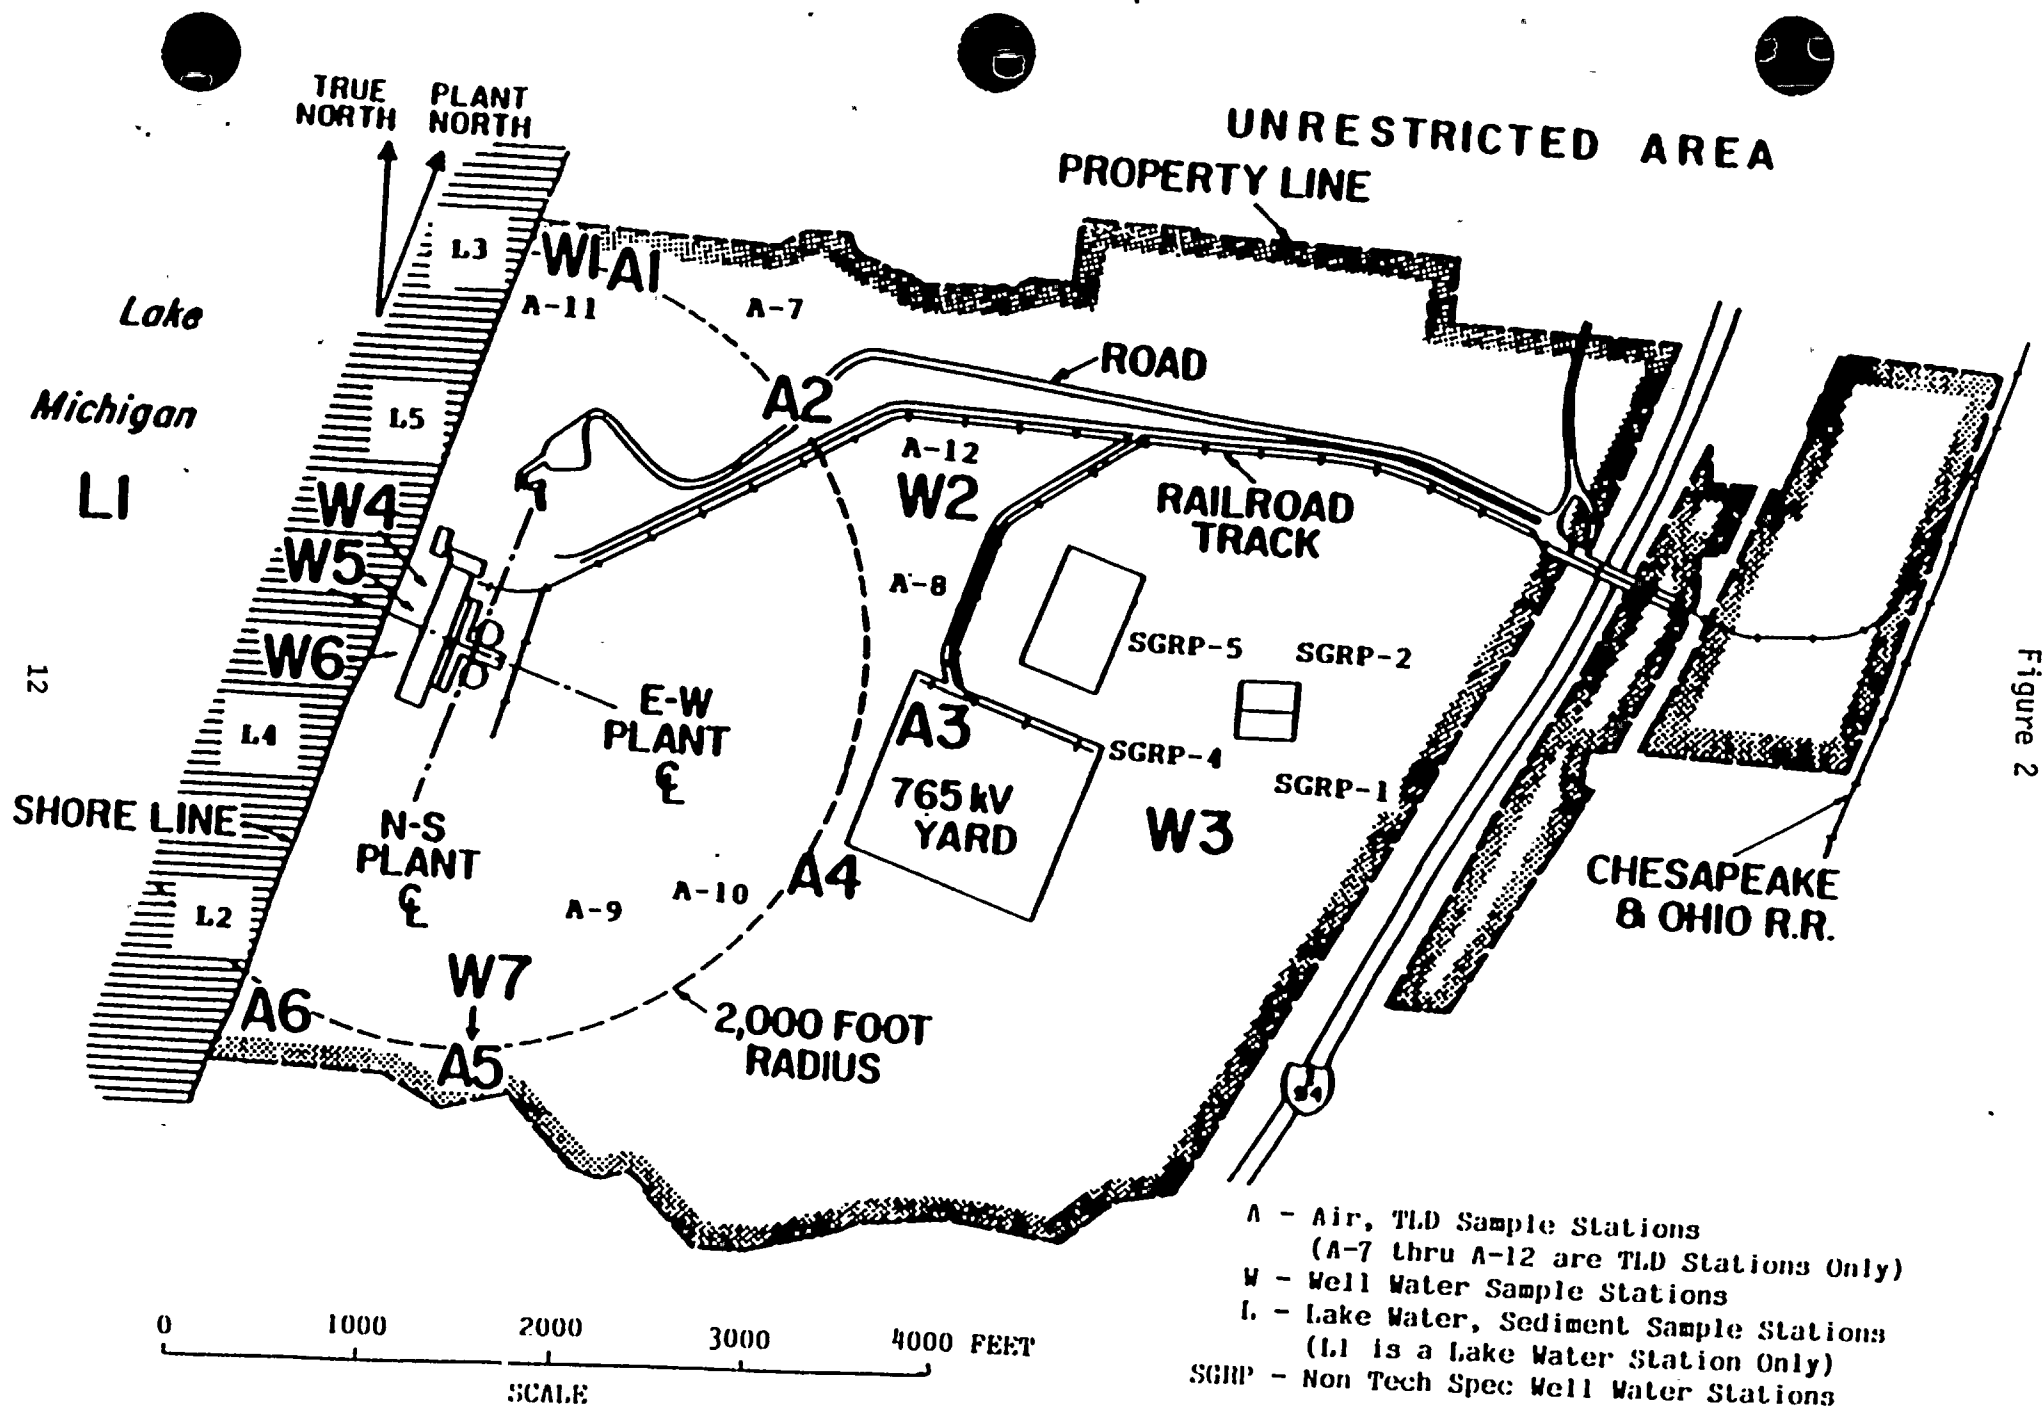 TRUE
NORTH
PLANT
NORTH
UNRESTRICTED AREA
PROPERTY LINE
L3
W1
A1
A-11
A-7
Lake
Michigan
L1
ROAD
A2
L5
A-12
W2
RAILROAD
TRACK
W4
W5
A-8
W6
SGRP-5
SGRP-2
12
Figure 2
E-W
PLANT
℄
A3
SGRP-4
L4
SGRP-1
765 kV
YARD
W3
SHORE LINE
N-S
PLANT
℄
A4
A-10
A-9
CHESAPEAKE
& OHIO R.R.
L2
W7
A6
2,000 FOOT
RADIUS
A5
94
A - Air, TLD Sample Stations
(A-7 thru A-12 are TLD Stations Only)
W - Well Water Sample Stations
L - Lake Water, Sediment Sample Stations
(L1 is a Lake Water Station Only)
SGRP - Non Tech Spec Well Water Stations
0 1000 2000 3000 4000 FEET
SCALE